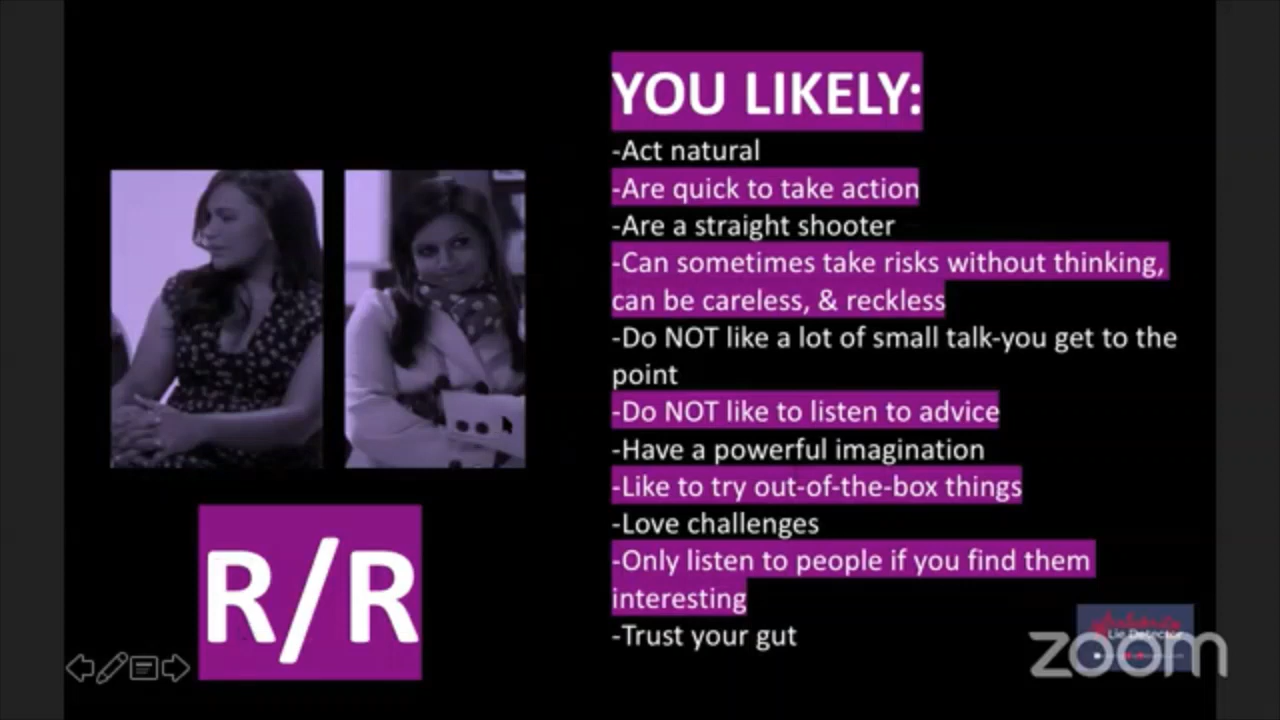 YOU LIKELY:
-Act natural
-Are quick to take action
-Are a straight shooter
-Can sometimes take risks without thinking,
can be careless, & reckless
-Do NOT like a lot of small talk-you get to the
point
-Do NOT like to listen to advice
-Have a powerful imagination
-Like to try out-of-the-box things
-Love challenges
-Only listen to people if you find them
interesting
-Trust your gut
R/R
Lie Detector
zoom